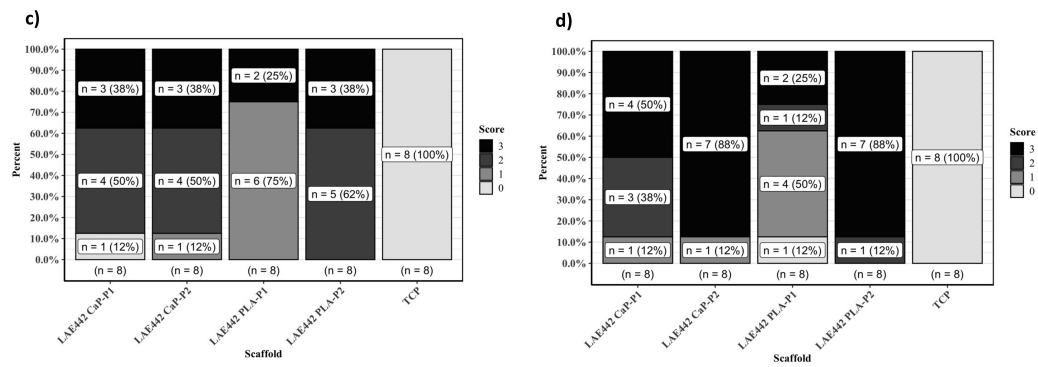 c)
100.0%
90.0%
80.0%
70.0%
60.0%
50.0%
40.0%
30.0%
20.0%
10.0%
0.0%
Percent
n = 3 (38%)
n = 4 (50%)
n = 1 (12%)
n = 3 (38%)
n = 4 (50%)
n = 1 (12%)
n = 2 (25%)
n = 6 (75%)
n = 3 (38%)
n = 5 (62%)
n = 8 (100%)
(n = 8) (n = 8) (n = 8) (n = 8) (n = 8)
LAE442 CaP-P1
LAE442 CaP-P2
LAE442 PLA-P1
LAE442 PLA-P2
TCP
Scaffold
Score
3
2
1
0
d)
100.0%
90.0%
80.0%
70.0%
60.0%
50.0%
40.0%
30.0%
20.0%
10.0%
0.0%
Percent
n = 4 (50%)
n = 3 (38%)
n = 1 (12%)
n = 7 (88%)
n = 1 (12%)
n = 2 (25%)
n = 1 (12%)
n = 4 (50%)
n = 1 (12%)
n = 7 (88%)
n = 1 (12%)
n = 8 (100%)
(n = 8) (n = 8) (n = 8) (n = 8) (n = 8)
LAE442 CaP-P1
LAE442 CaP-P2
LAE442 PLA-P1
LAE442 PLA-P2
TCP
Scaffold
Score
3
2
1
0